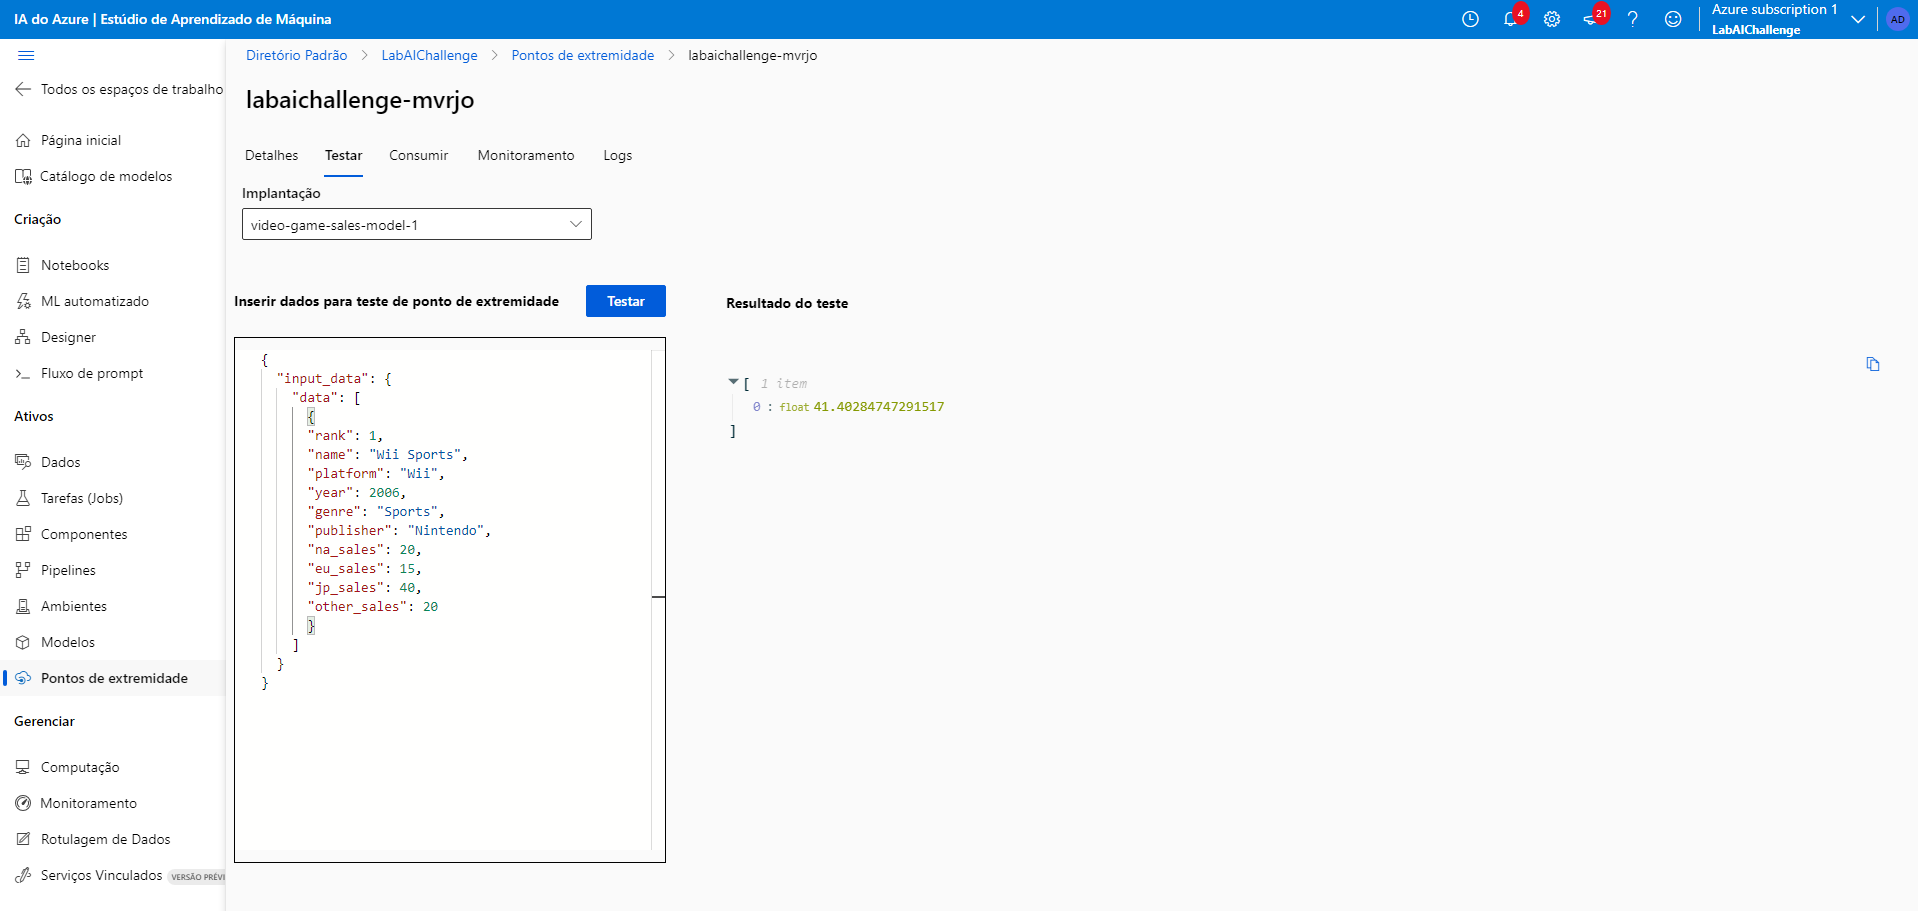 IA do Azure | Estúdio de Aprendizado de Máquina
4
21
Azure subscription 1
LabAIChallenge
AD
Todos os espaços de trabalho
Página inicial
Catálogo de modelos
Criação
Notebooks
ML automatizado
Designer
Fluxo de prompt
Ativos
Dados
Tarefas (Jobs)
Componentes
Pipelines
Ambientes
Modelos
Pontos de extremidade
Gerenciar
Computação
Monitoramento
Rotulagem de Dados
Serviços Vinculados VERSÃO PRÉVI
Diretório Padrão > LabAIChallenge > Pontos de extremidade > labaichallenge-mvrjo
labaichallenge-mvrjo
Detalhes Testar Consumir Monitoramento Logs
Implantação
video-game-sales-model-1
Inserir dados para teste de ponto de extremidade
Testar
{
"input_data": {
"data": [
{
"rank": 1,
"name": "Wii Sports",
"platform": "Wii",
"year": 2006,
"genre": "Sports",
"publisher": "Nintendo",
"na_sales": 20,
"eu_sales": 15,
"jp_sales": 40,
"other_sales": 20
}
]
}
}
Resultado do teste
[ 1 item
0 : float 41.40284747291517
]